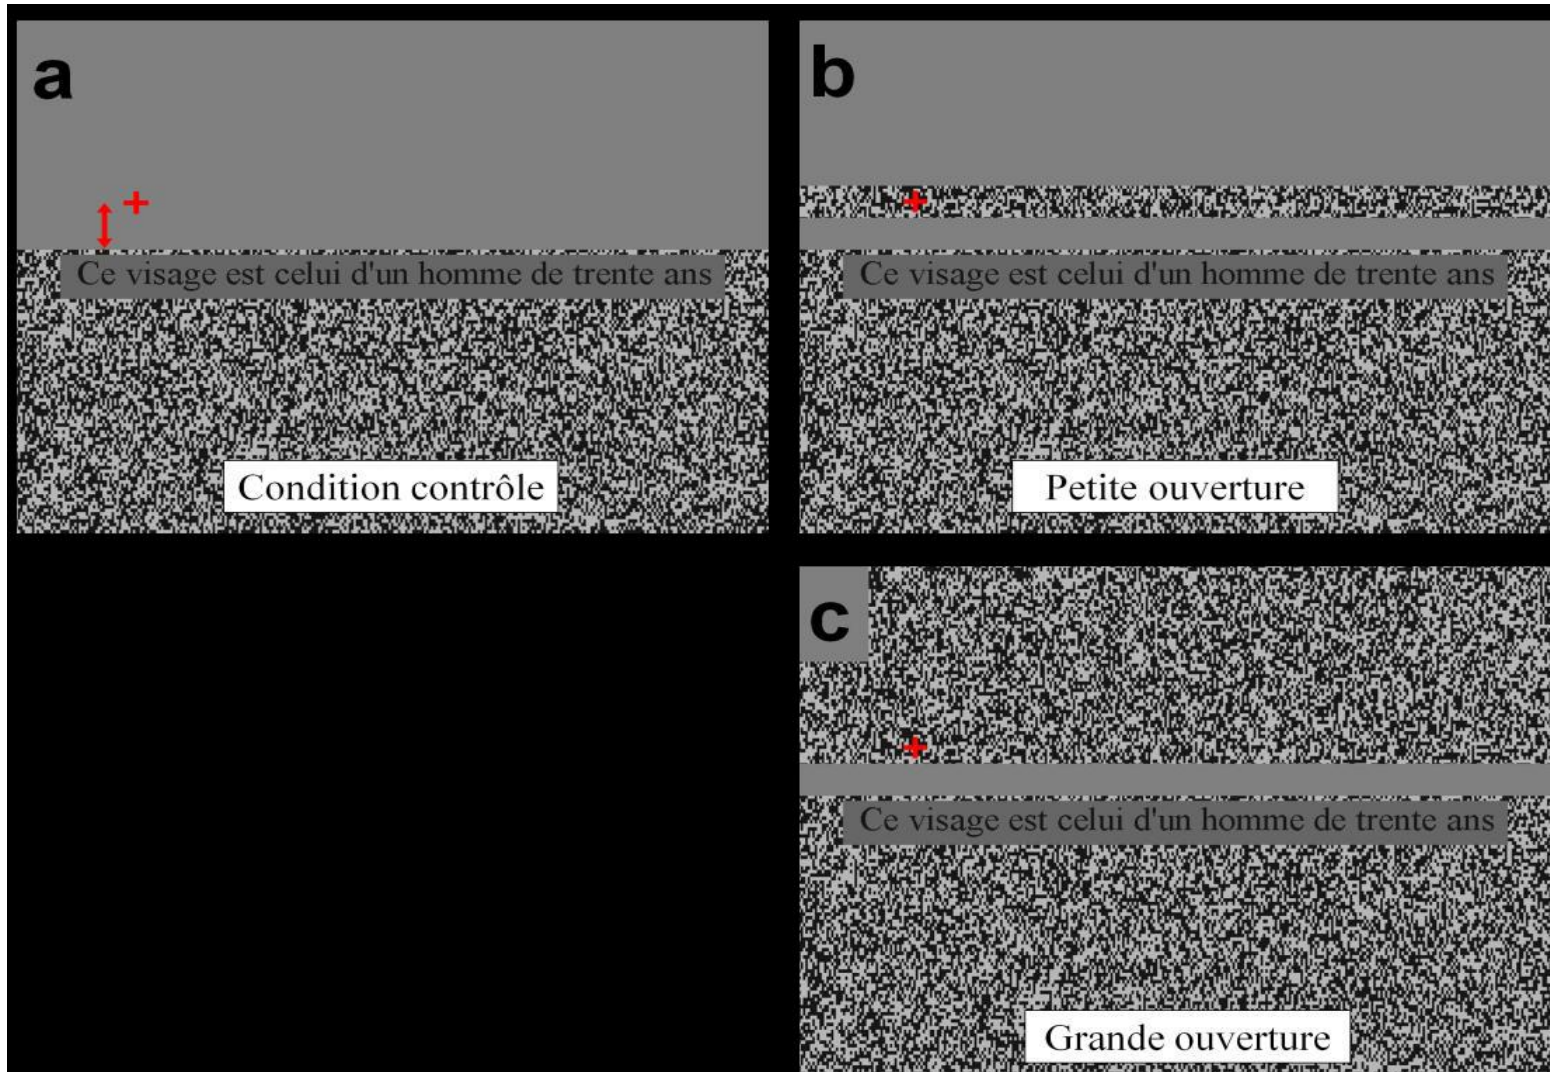 a
Ce visage est celui d'un homme de trente ans
Condition contrôle
b
Ce visage est celui d'un homme de trente ans
Petite ouverture
c
Ce visage est celui d'un homme de trente ans
Grande ouverture